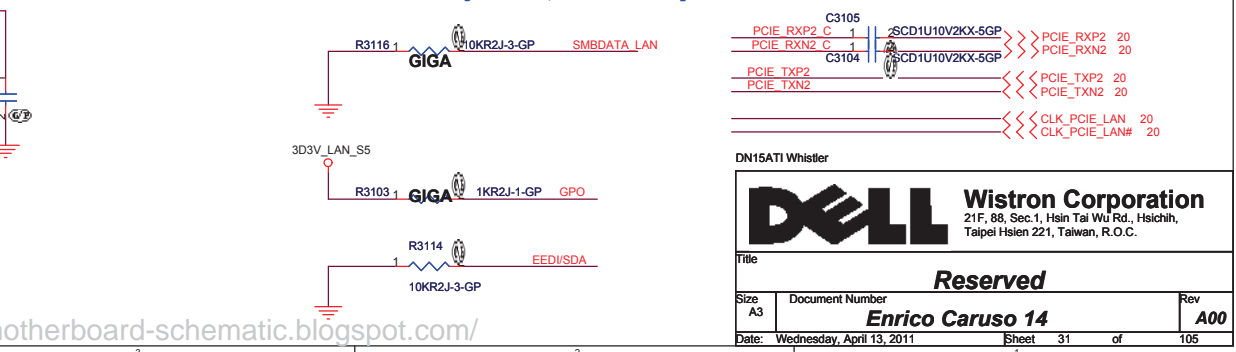 C3105
PCIE_RXP2_C 1 2 SCD1U10V2KX-5GP
PCIE_RXP2 20
PCIE_RXN2_C 1
PCIE_RXN2 20
C3104 SCD1U10V2KX-5GP
PCIE_TXP2
PCIE_TXP2 20
PCIE_TXN2
PCIE_TXN2 20
CLK_PCIE_LAN 20
CLK_PCIE_LAN# 20
R3116 1 10KR2J-3-GP SMBDATA_LAN
GIGA
3D3V_LAN_S5
R3103 1 GIGA 1KR2J-1-GP GPO
R3114
1 EEDI/SDA
10KR2J-3-GP
DN15ATI Whistler
DELL
Wistron Corporation
21F, 88, Sec.1, Hsin Tai Wu Rd., Hsichih,
Taipei Hsien 221, Taiwan, R.O.C.
Title
Reserved
Size
A3
Document Number
Enrico Caruso 14
Rev
A00
Date: Wednesday, April 13, 2011 Sheet 31 of 105
otherboard-schematic.blogspot.com/